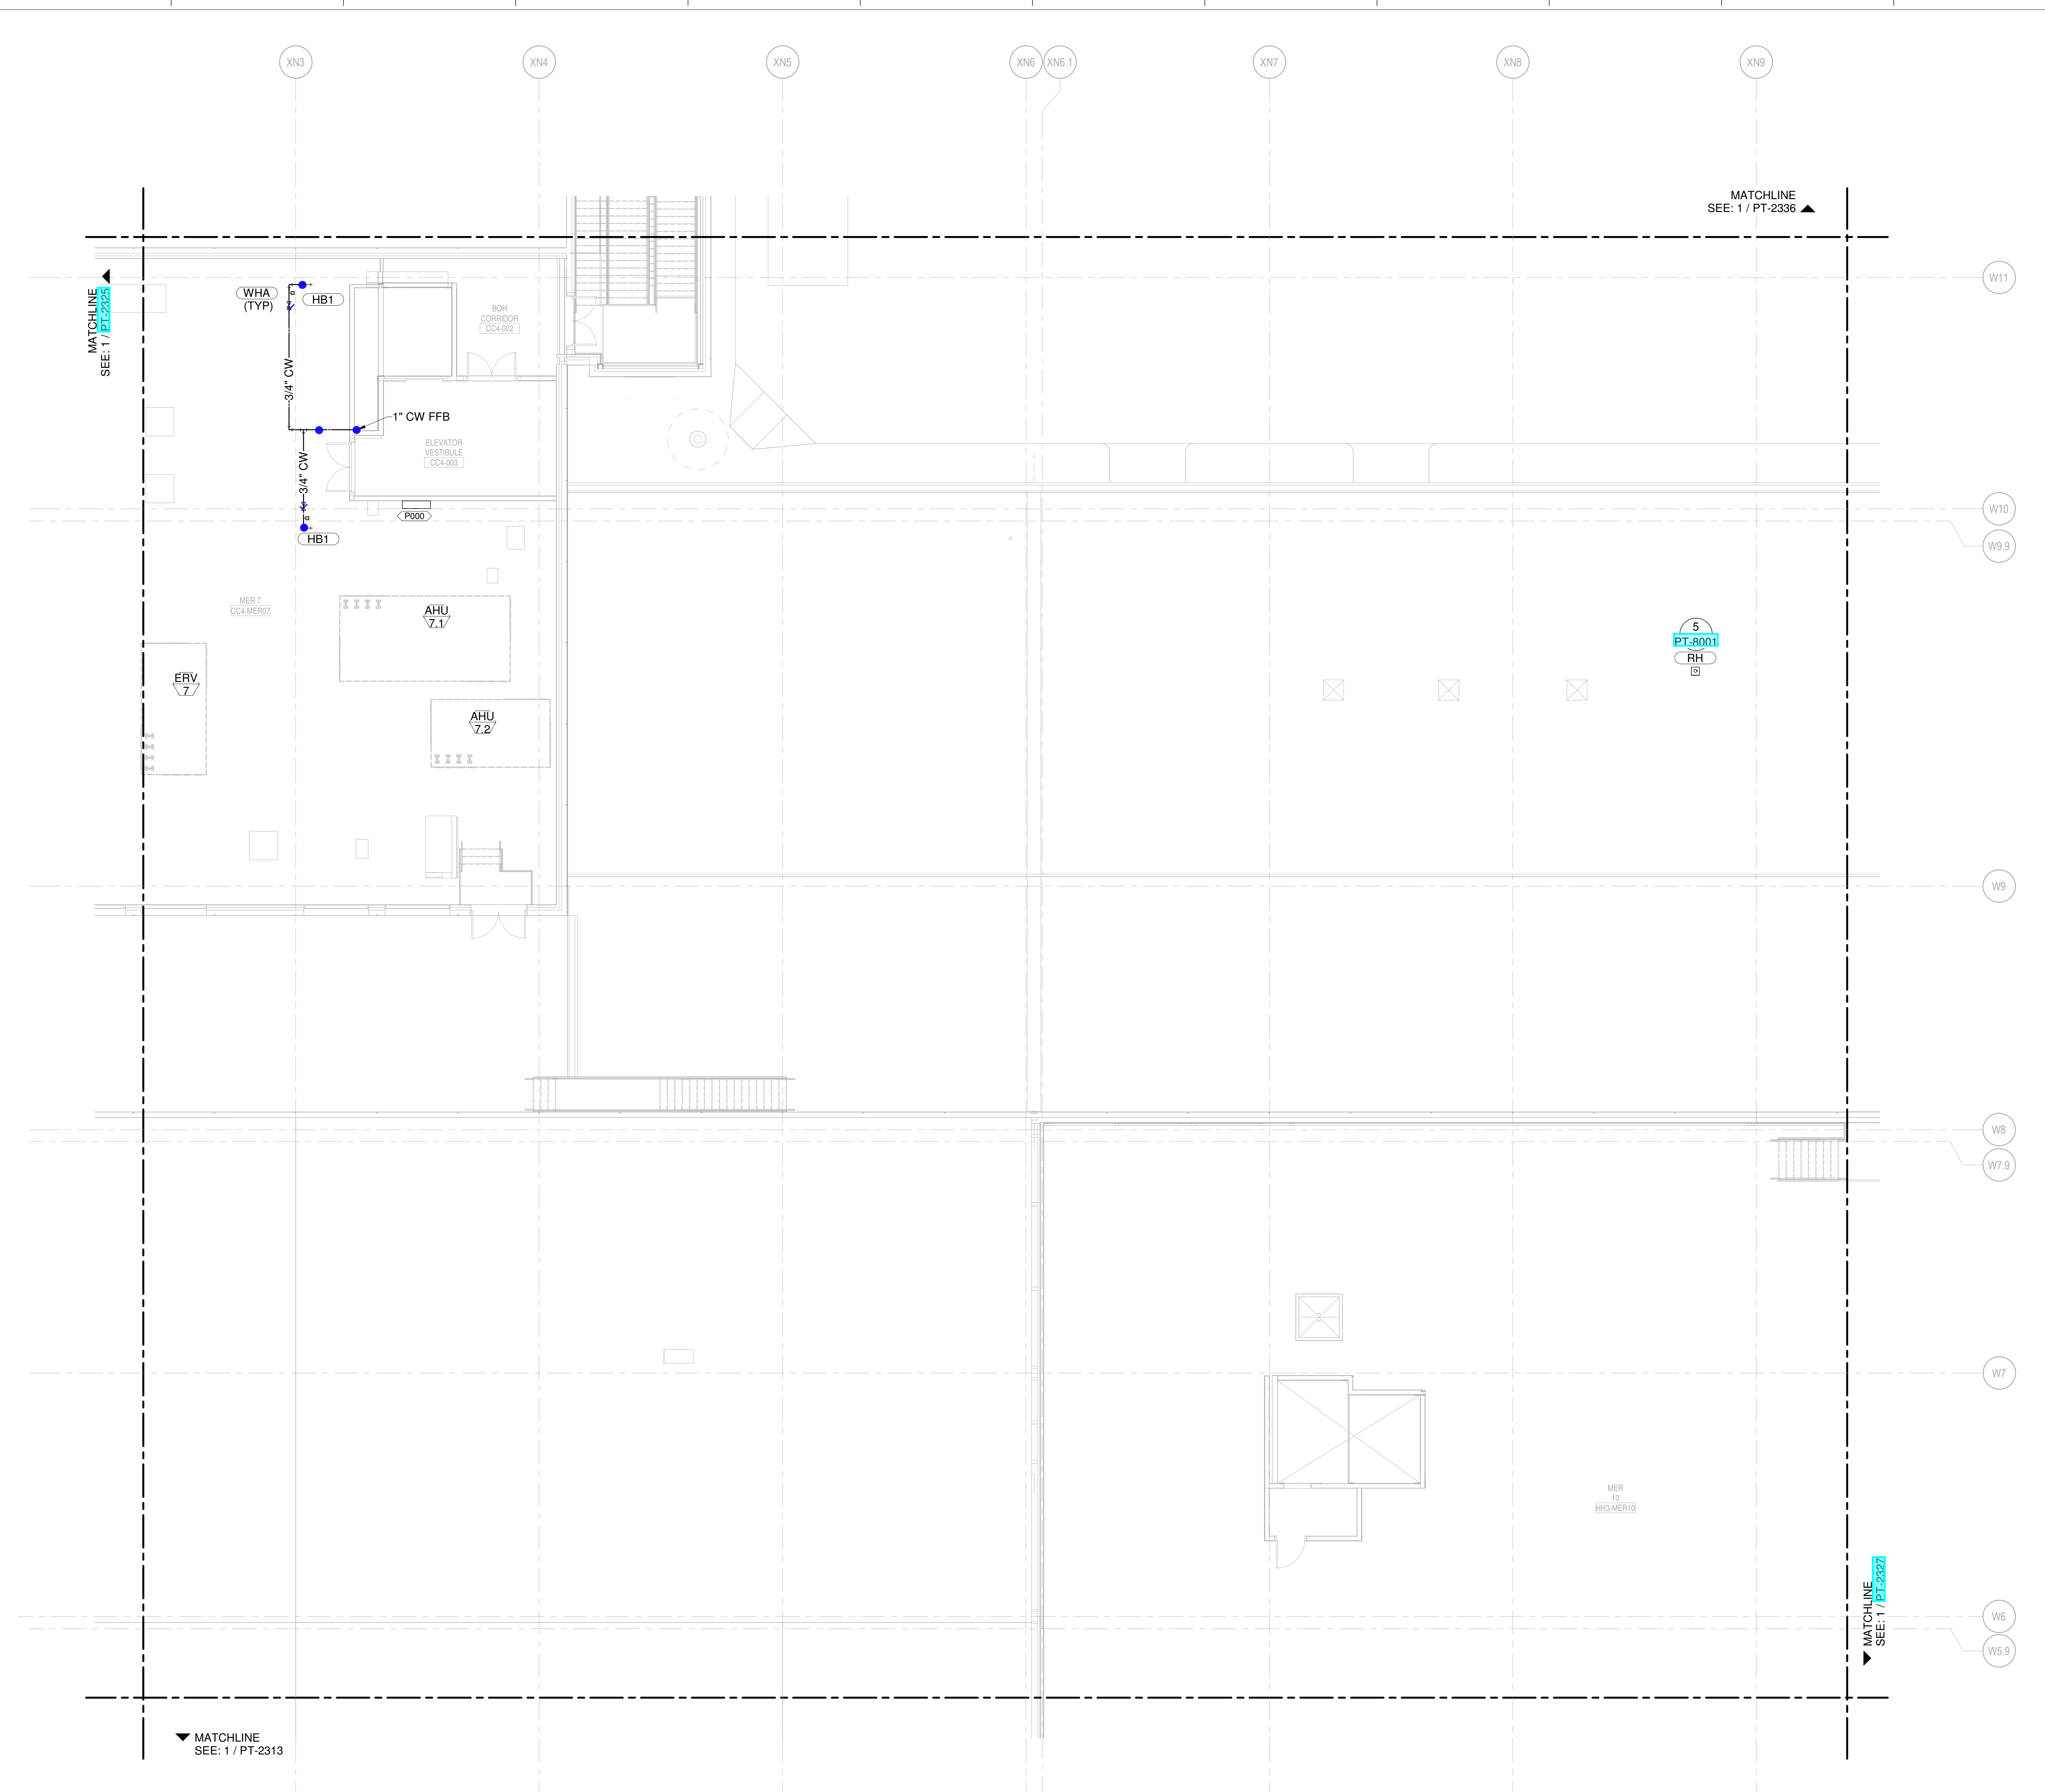 XN3
XN4
XN5
XN6
XN6.1
XN7
XN8
XN9
MATCHLINE
SEE: 1 / PT-2336
W11
MATCHLINE
SEE: 1 / PT-2325
WHA
(TYP)
HB1
BOH
CORRIDOR
CC4-002
3/4" CW
1" CW FFB
ELEVATOR
VESTIBULE
CC4-003
3/4" CW
P000
HB1
W10
W9.9
MER 7
CC4-MER07
AHU
7.1
ERV
7
AHU
7.2
5
PT-8001
RH
W9
W8
W7.9
W7
MER
10
HH3-MER10
MATCHLINE
SEE: 1 / PT-2327
W6
W5.9
MATCHLINE
SEE: 1 / PT-2313